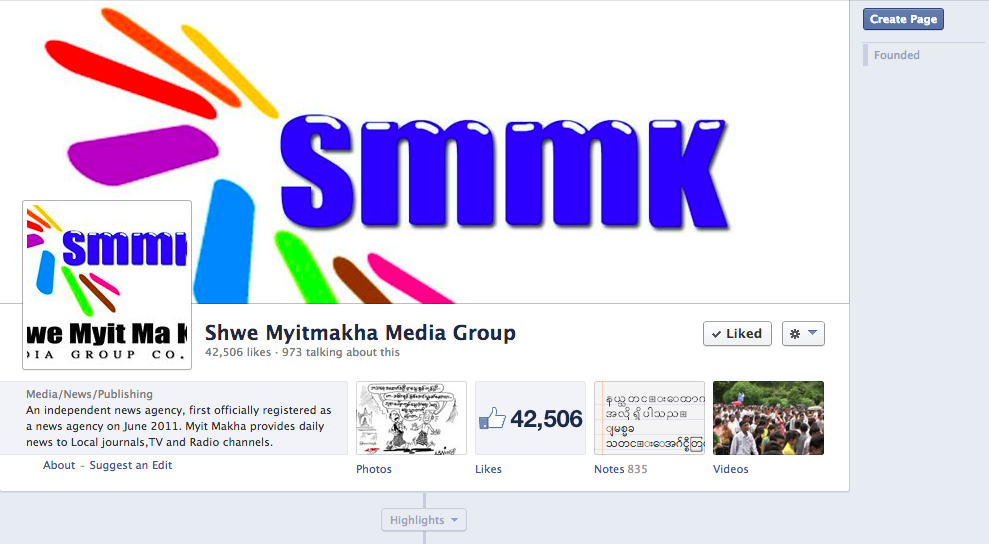 Create Page
Founded
smmk
smmk
we Myit Ma K
DIA GROUP CO.
Shwe Myitmakha Media Group
42,506 likes · 973 talking about this
✓ Liked
Media/News/Publishing
An independent news agency, first officially registered as
a news agency on June 2011. Myit Makha provides daily
news to Local journals,TV and Radio channels.
About - Suggest an Edit
Photos
42,506
Likes
Notes 835
Videos
Highlights